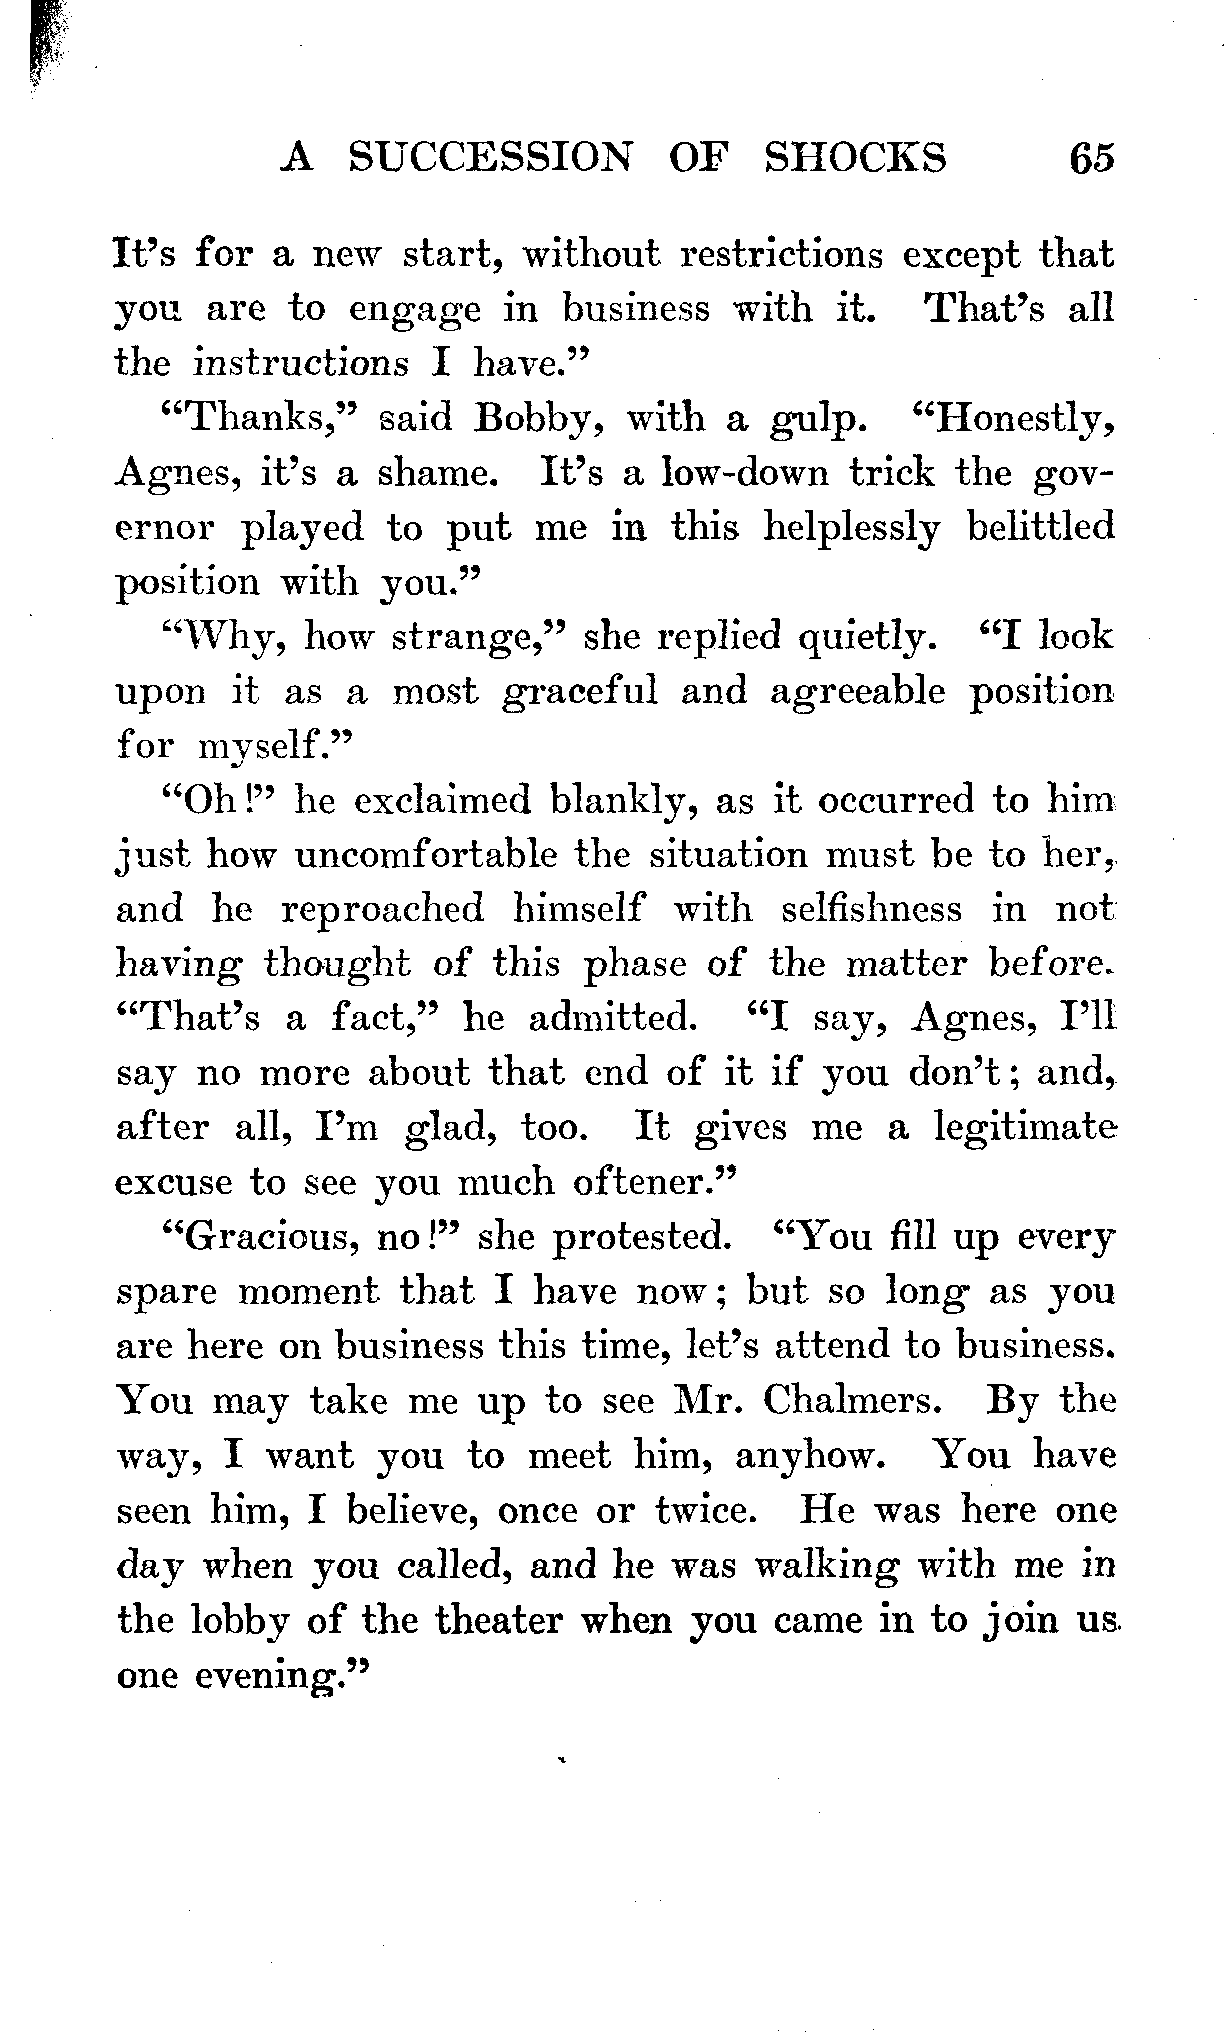 A SUCCESSION OF SHOCKS 65
It's for a new start, without restrictions except that
you are to engage in business with it. That's all
the instructions I have."
"Thanks," said Bobby, with a gulp. "Honestly,
Agnes, it's a shame. It's a low-down trick the gov-
ernor played to put me in this helplessly belittled
position with you."
"Why, how strange," she replied quietly. "I look
upon it as a most graceful and agreeable position
for myself."
"Oh!" he exclaimed blankly, as it occurred to him
just how uncomfortable the situation must be to her,
and he reproached himself with selfishness in not
having thought of this phase of the matter before.
"That's a fact," he admitted. "I say, Agnes, I'll
say no more about that end of it if you don't; and,
after all, I'm glad, too. It gives me a legitimate
excuse to see you much oftener."
"Gracious, no!" she protested. "You fill up every
spare moment that I have now; but so long as you
are here on business this time, let's attend to business.
You may take me up to see Mr. Chalmers. By the
way, I want you to meet him, anyhow. You have
seen him, I believe, once or twice. He was here one
day when you called, and he was walking with me in
the lobby of the theater when you came in to join us
one evening."